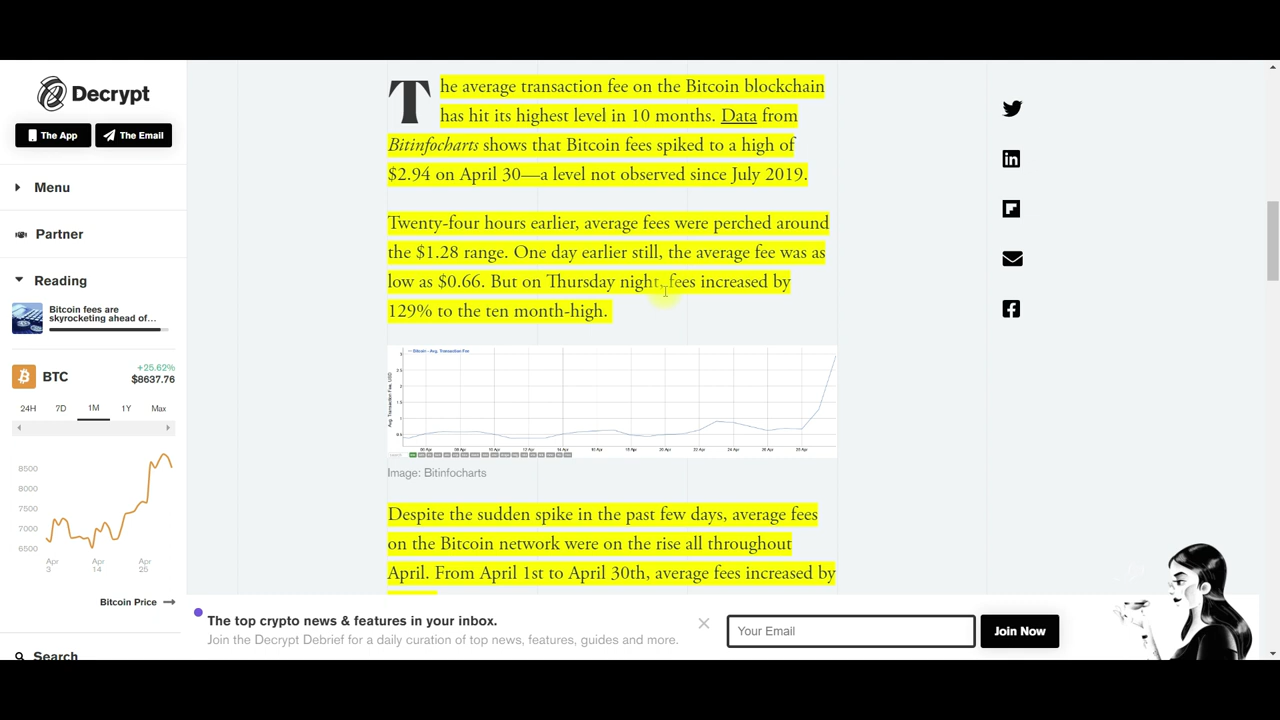 Decrypt
The App
The Email
Menu
Partner
Reading
Bitcoin fees are
skyrocketing ahead of...
BTC
+25.62%
$8637.76
24H 7D 1M 1Y Max
8500
8000
7500
7000
6500
Apr Apr Apr
3 14 25
Bitcoin Price
Search
The average transaction fee on the Bitcoin blockchain
has hit its highest level in 10 months. Data from
Bitinfocharts shows that Bitcoin fees spiked to a high of
$2.94 on April 30—a level not observed since July 2019.
Twenty-four hours earlier, average fees were perched around
the $1.28 range. One day earlier still, the average fee was as
low as $0.66. But on Thursday night, fees increased by
129% to the ten month-high.
Bitcoin - Avg. Transaction Fee
Avg. Transaction Fee, USD
Image: Bitinfocharts
Despite the sudden spike in the past few days, average fees
on the Bitcoin network were on the rise all throughout
April. From April 1st to April 30th, average fees increased by
The top crypto news & features in your inbox.
Join the Decrypt Debrief for a daily curation of top news, features, guides and more.
Your Email
Join Now